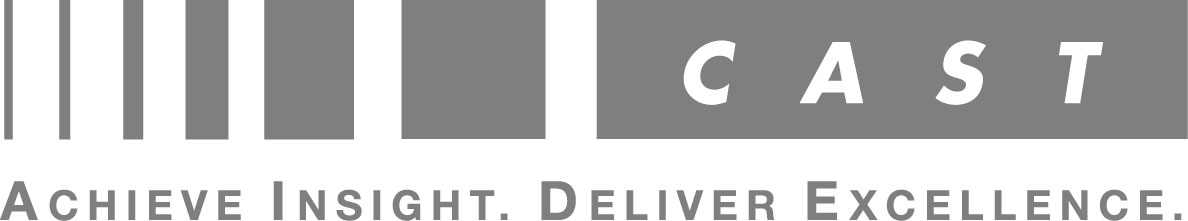 CAST
ACHIEVE INSIGHT. DELIVER EXCELLENCE.